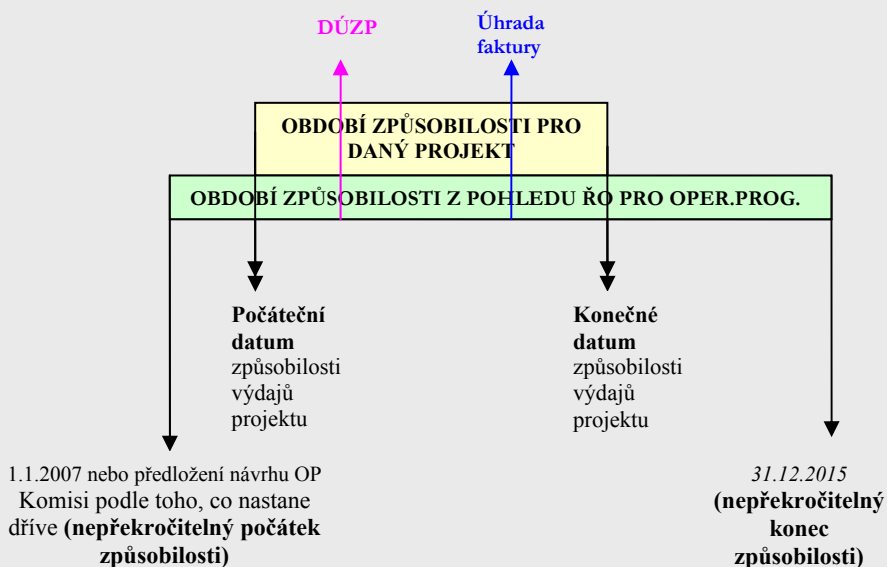 DÚZP
Úhrada
faktury
OBDOBÍ ZPŮSOBILOSTI PRO
DANÝ PROJEKT
OBDOBÍ ZPŮSOBILOSTI Z POHLEDU ŘO PRO OPER.PROG.
Počáteční
datum
způsobilosti
výdajů
projektu
Konečné
datum
způsobilosti
výdajů
projektu
1.1.2007 nebo předložení návrhu OP
Komisi podle toho, co nastane
dříve (nepřekročitelný počátek
způsobilosti)
31.12.2015
(nepřekročitelný
konec
způsobilosti)